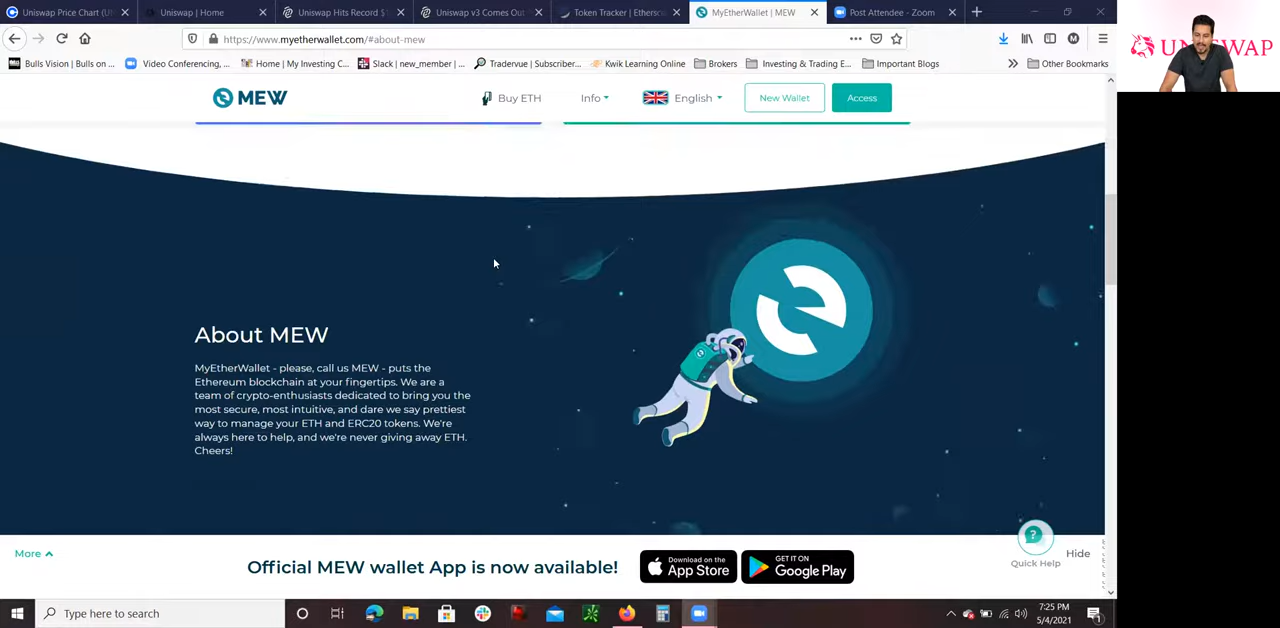 Uniswap Price Chart (U
Uniswap | Home
Uniswap Hits Record $
Uniswap v3 Comes Out
Token Tracker | Ethersc
MyEtherWallet | MEW
Post Attendee - Zoom
https://www.myetherwallet.com/#about-mew
Bulls Vision | Bulls on ...
Video Conferencing, ...
Home | My Investing C...
Slack | new_member | ...
TradeVue | Subscriber...
Kwik Learning Online
Brokers
Investing & Trading E...
Important Blogs
Other Bookmarks
UNISWAP
MEW
Buy ETH
Info
English
New Wallet
Access
About MEW
MyEtherWallet - please, call us MEW - puts the
Ethereum blockchain at your fingertips. We are a
team of crypto-enthusiasts dedicated to bring you the
most secure, most intuitive, and dare we say prettiest
way to manage your ETH and ERC20 tokens. We're
always here to help, and we're never giving away ETH.
Cheers!
More
Official MEW wallet App is now available!
Download on the
App Store
GET IT ON
Google Play
?
Quick Help
Hide
Type here to search
7:25 PM
5/4/2021